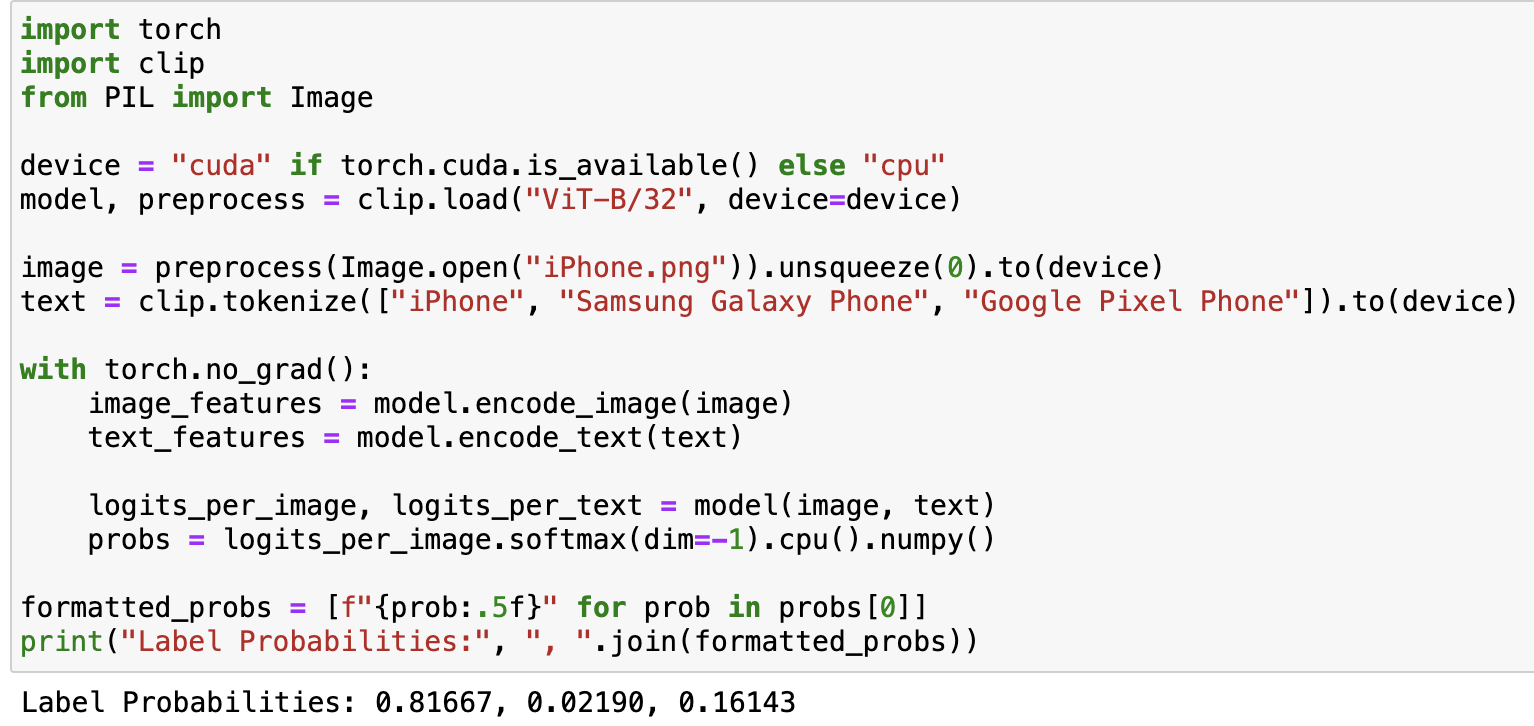 import torch
import clip
from PIL import Image
device = "cuda" if torch.cuda.is_available() else "cpu"
model, preprocess = clip.load("ViT-B/32", device=device)
image = preprocess(Image.open("iPhone.png")).unsqueeze(0).to(device)
text = clip.tokenize(["iPhone", "Samsung Galaxy Phone", "Google Pixel Phone"]).to(device)
with torch.no_grad():
    image_features = model.encode_image(image)
    text_features = model.encode_text(text)
    logits_per_image, logits_per_text = model(image, text)
    probs = logits_per_image.softmax(dim=-1).cpu().numpy()
formatted_probs = [f"{prob:.5f}" for prob in probs[0]]
print("Label Probabilities:", ", ".join(formatted_probs))
Label Probabilities: 0.81667, 0.02190, 0.16143